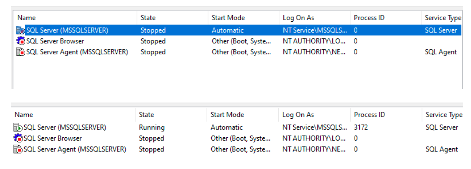 Name State Start Mode Log On As Process ID Service Type
SQL Server (MSSQLSERVER) Stopped Automatic NT Service\MSSQLS... 0 SQL Server
SQL Server Browser Stopped Other (Boot, Syste... NT AUTHORITY\LO... 0
SQL Server Agent (MSSQLSERVER) Stopped Other (Boot, Syste... NT AUTHORITY\NE... 0 SQL Agent
Name State Start Mode Log On As Process ID Service Type
SQL Server (MSSQLSERVER) Running Automatic NT Service\MSSQLS... 3172 SQL Server
SQL Server Browser Stopped Other (Boot, Syste... NT AUTHORITY\LO... 0
SQL Server Agent (MSSQLSERVER) Stopped Other (Boot, Syste... NT AUTHORITY\NE... 0 SQL Agent